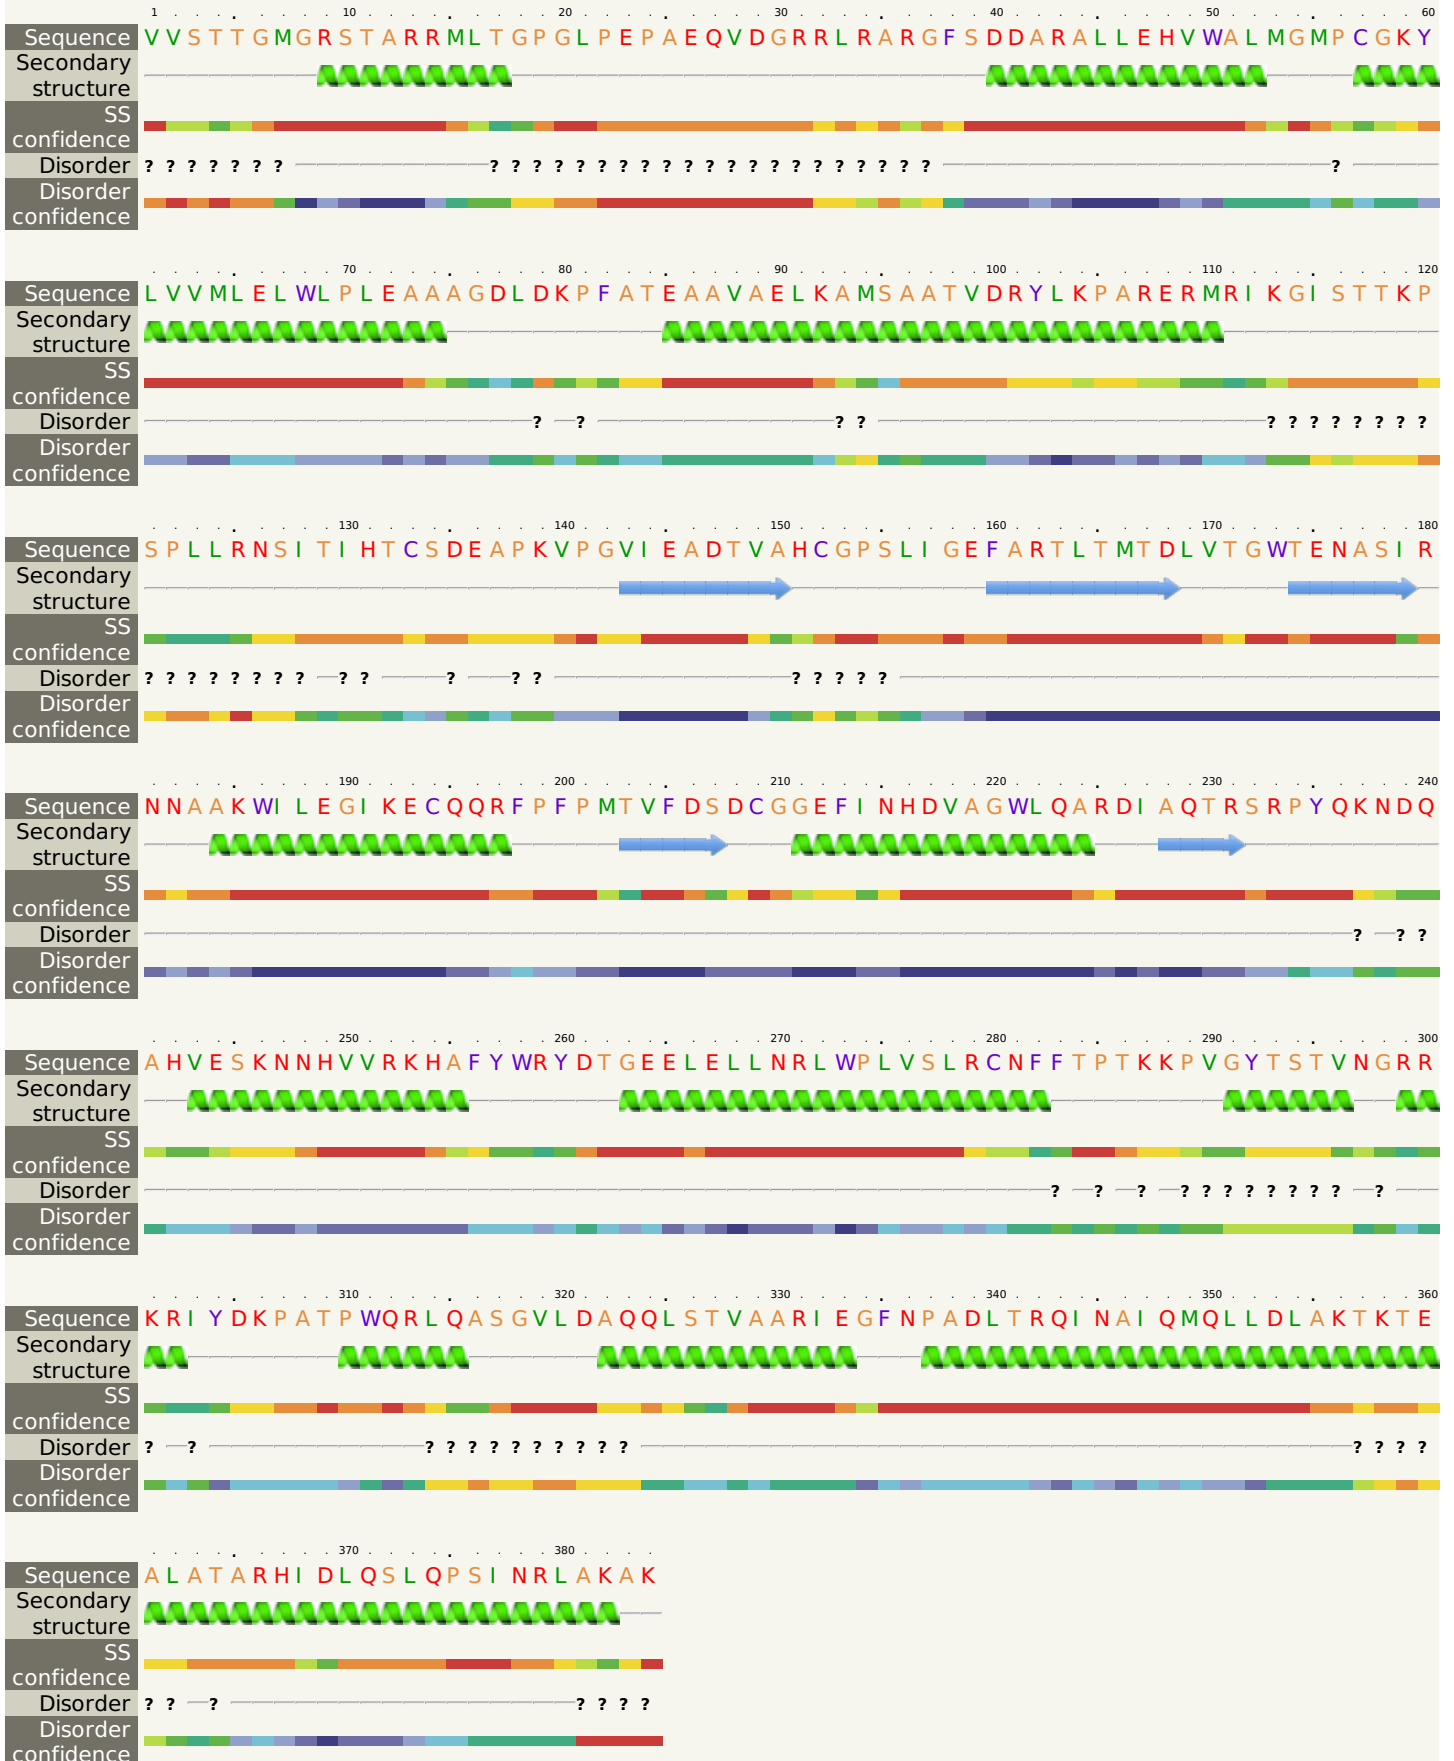 1 10 20 30 40 50 60
Sequence VVSTTGMGRSTARRMLTGPGLPEPAEQVDGRRLRARGFSDDARALLEHVWALMGMPCGKY
Secondary
structure
SS
confidence
Disorder ? ? ? ? ? ? ? ? ? ? ? ? ? ? ? ? ? ? ? ? ? ? ? ? ? ? ? ? ?
Disorder
confidence
70 80 90 100 110 120
Sequence LVVMLELWLPLEAAAGDLDKPFATEAAVAELKAMSAATVDRYLKPARERMRIKGISTTKP
Secondary
structure
SS
confidence
Disorder ? ? ? ? ? ? ? ? ? ? ? ?
Disorder
confidence
130 140 150 160 170 180
Sequence SPLLRNSITIHTCSDEAPKVPGVIEADTVAHCGPSLIGEFARTLTMTDLVTGWTENASIR
Secondary
structure
SS
confidence
Disorder ? ? ? ? ? ? ? ? ? ? ? ? ? ? ? ? ? ?
Disorder
confidence
190 200 210 220 230 240
Sequence NNAAKWILEGIKECQQRFPFPMTVFDSDCGGEFINHDVAGWLQARDIAQTRSRPYQKNDQ
Secondary
structure
SS
confidence
Disorder ? ? ?
Disorder
confidence
250 260 270 280 290 300
Sequence AHVESKNNHVVRKHAFYWRYDTGEELELLNRLWPLVSLRCNFFTPTKKPVGYTSTVNGRR
Secondary
structure
SS
confidence
Disorder ? ? ? ? ? ? ? ? ? ? ? ?
Disorder
confidence
310 320 330 340 350 360
Sequence KRIYDKPATPWQRLQASGVLDAQQLSTVAARIEGFNPADLTRQINAIQMQLLDLAKTKTE
Secondary
structure
SS
confidence
Disorder ? ? ? ? ? ? ? ? ? ? ? ? ? ? ? ?
Disorder
confidence
370 380
Sequence ALATARHIDLQSLQPSINRLAKAK
Secondary
structure
SS
confidence
Disorder ? ? ? ? ? ? ?
Disorder
confidence